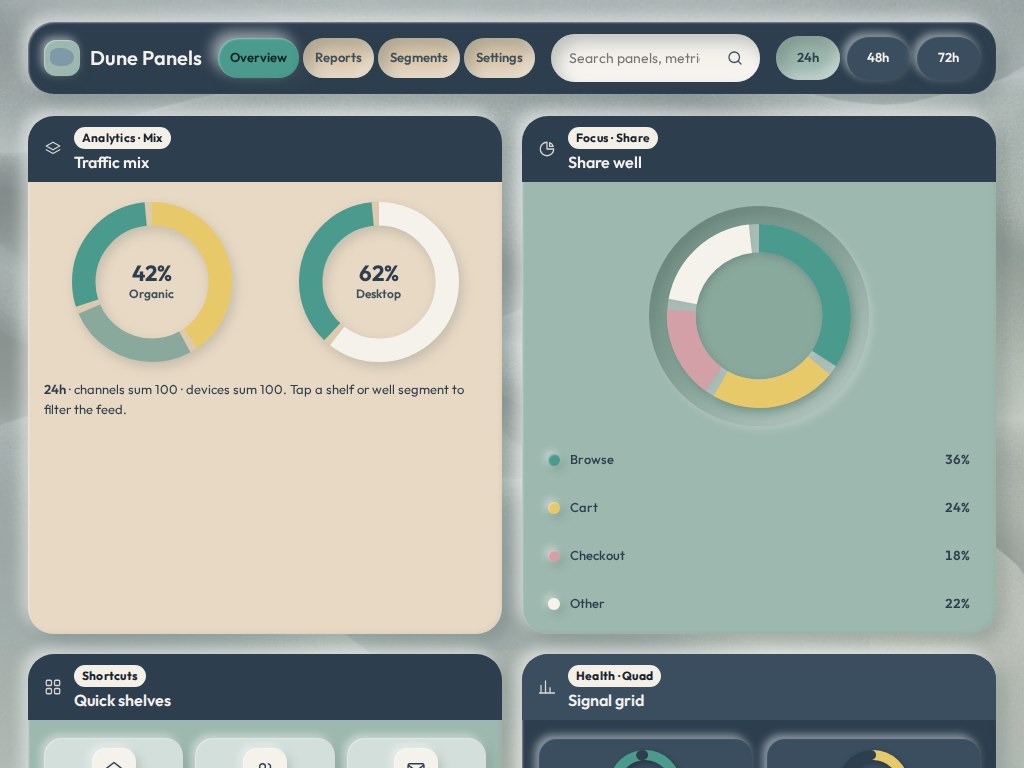 Dune Panels
Overview
Reports
Segments
Settings
Search panels, metri
24h
48h
72h
Analytics · Mix
Traffic mix
42%
Organic
62%
Desktop
24h · channels sum 100 · devices sum 100. Tap a shelf or well segment to
filter the feed.
Focus · Share
Share well
Browse 36%
Cart 24%
Checkout 18%
Other 22%
Shortcuts
Quick shelves
Health · Quad
Signal grid